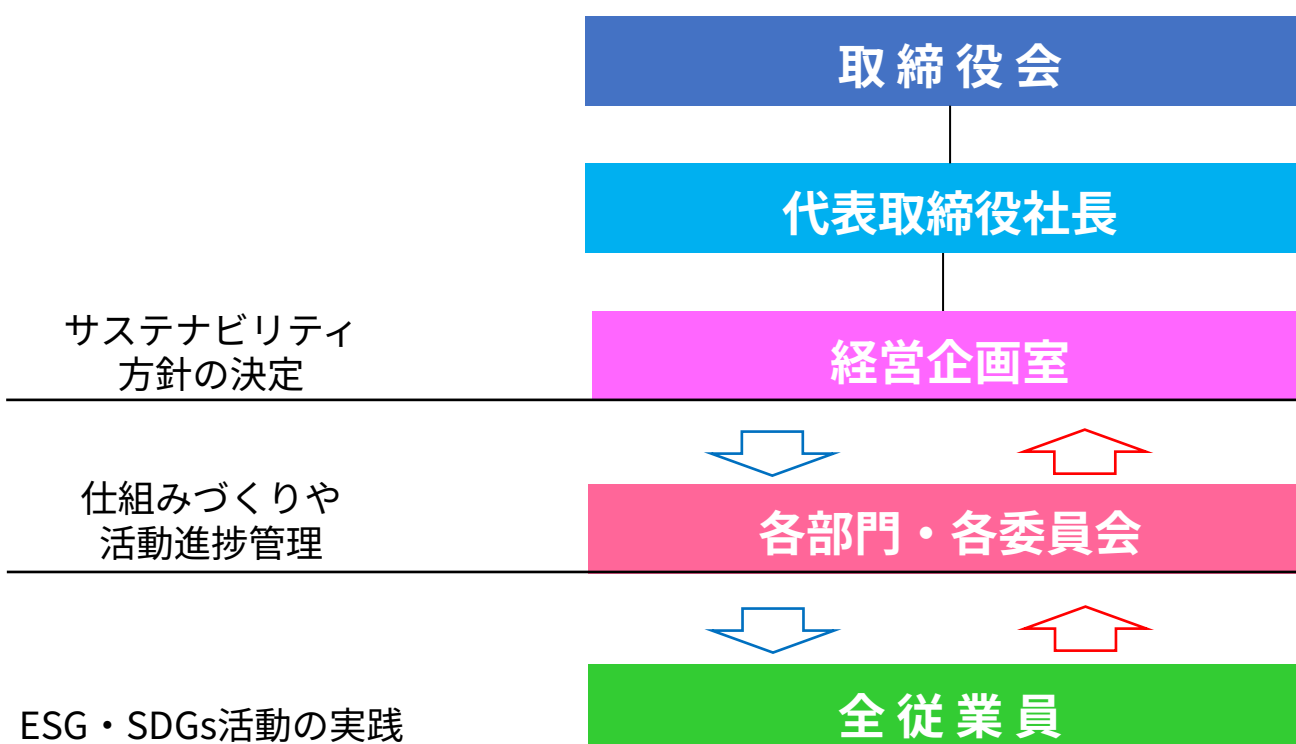 取締役会
代表取締役社長
サステナビリティ
方針の決定
経営企画室
仕組みづくりや
活動進捗管理
各部門・各委員会
ESG・SDGs活動の実践
全従業員